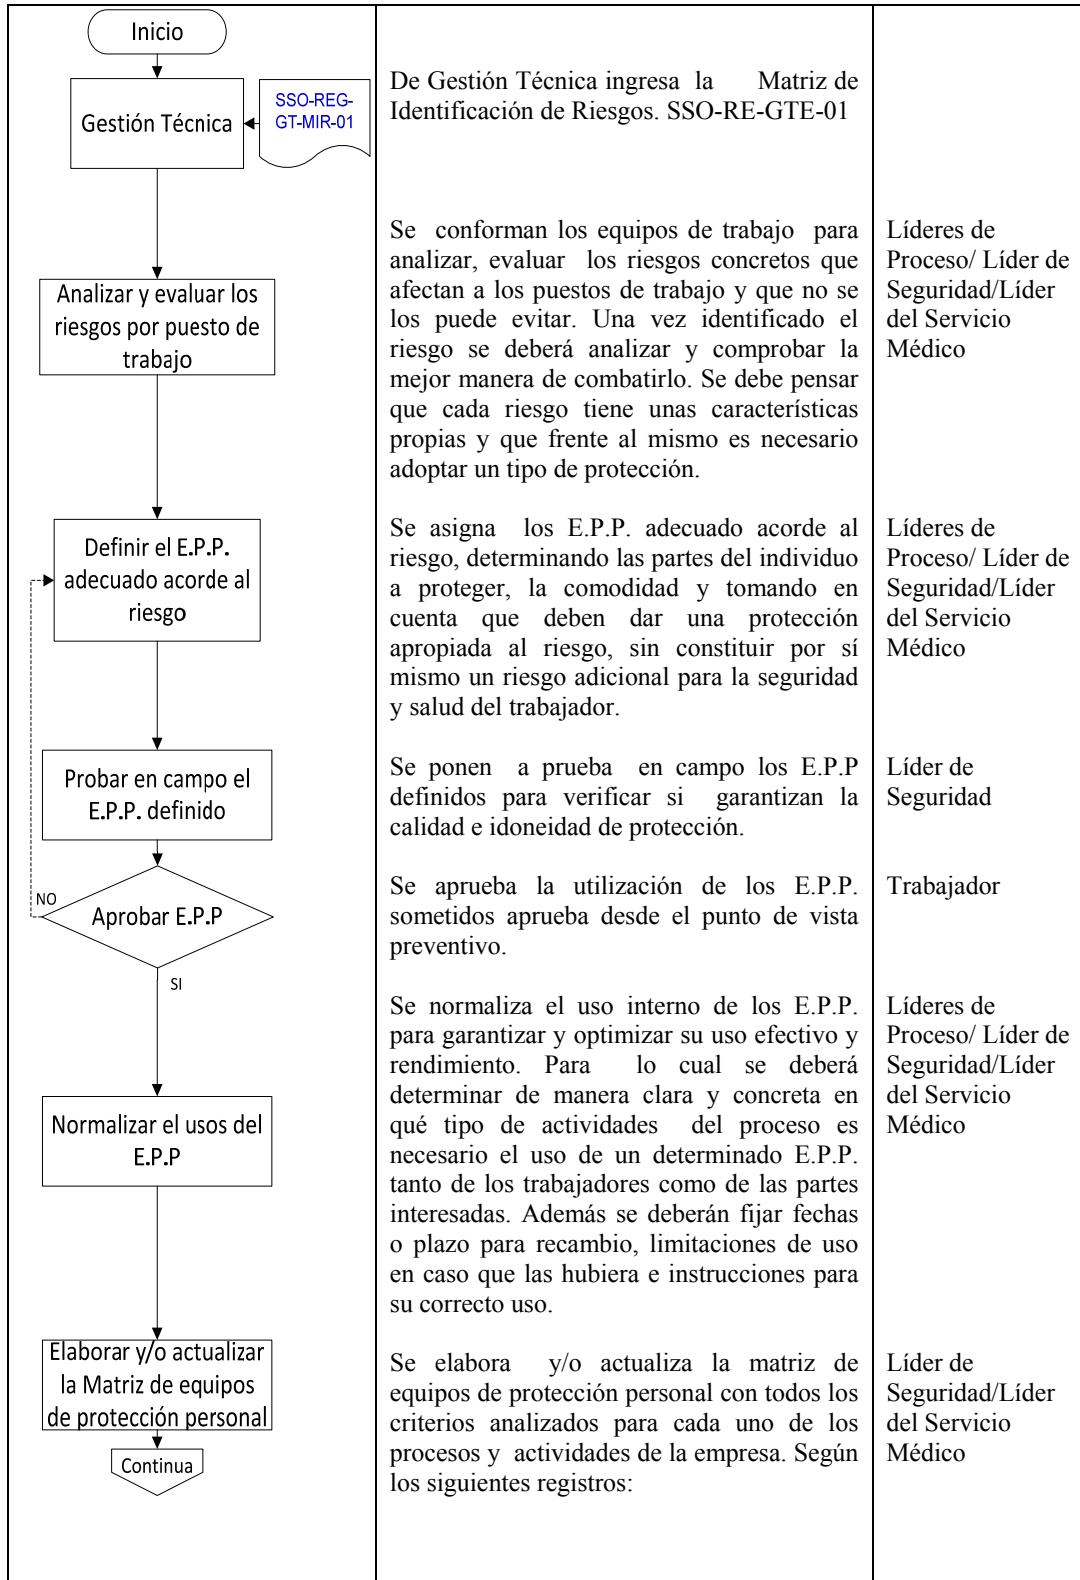 Inicio
Gestión Técnica
SSO-REG-
GT-MIR-01
De Gestión Técnica ingresa la Matriz de
Identificación de Riesgos. SSO-RE-GTE-01
Analizar y evaluar los
riesgos por puesto de
trabajo
Se conforman los equipos de trabajo para
analizar, evaluar los riesgos concretos que
afectan a los puestos de trabajo y que no se
los puede evitar. Una vez identificado el
riesgo se deberá analizar y comprobar la
mejor manera de combatirlo. Se debe pensar
que cada riesgo tiene unas características
propias y que frente al mismo es necesario
adoptar un tipo de protección.
Líderes de
Proceso/ Líder de
Seguridad/Líder
del Servicio
Médico
Definir el E.P.P.
adecuado acorde al
riesgo
Se asigna los E.P.P. adecuado acorde al
riesgo, determinando las partes del individuo
a proteger, la comodidad y tomando en
cuenta que deben dar una protección
apropiada al riesgo, sin constituir por sí
mismo un riesgo adicional para la seguridad
y salud del trabajador.
Líderes de
Proceso/ Líder de
Seguridad/Líder
del Servicio
Médico
Probar en campo el
E.P.P. definido
Se ponen a prueba en campo los E.P.P
definidos para verificar si garantizan la
calidad e idoneidad de protección.
Líder de
Seguridad
NO
Aprobar E.P.P
SI
Se aprueba la utilización de los E.P.P.
sometidos aprueba desde el punto de vista
preventivo.
Trabajador
Normalizar el usos del
E.P.P
Se normaliza el uso interno de los E.P.P.
para garantizar y optimizar su uso efectivo y
rendimiento. Para lo cual se deberá
determinar de manera clara y concreta en
qué tipo de actividades del proceso es
necesario el uso de un determinado E.P.P.
tanto de los trabajadores como de las partes
interesadas. Además se deberán fijar fechas
o plazo para recambio, limitaciones de uso
en caso que las hubiera e instrucciones para
su correcto uso.
Líderes de
Proceso/ Líder de
Seguridad/Líder
del Servicio
Médico
Elaborar y/o actualizar
la Matriz de equipos
de protección personal
Continua
Se elabora y/o actualiza la matriz de
equipos de protección personal con todos los
criterios analizados para cada uno de los
procesos y actividades de la empresa. Según
los siguientes registros:
Líder de
Seguridad/Líder
del Servicio
Médico